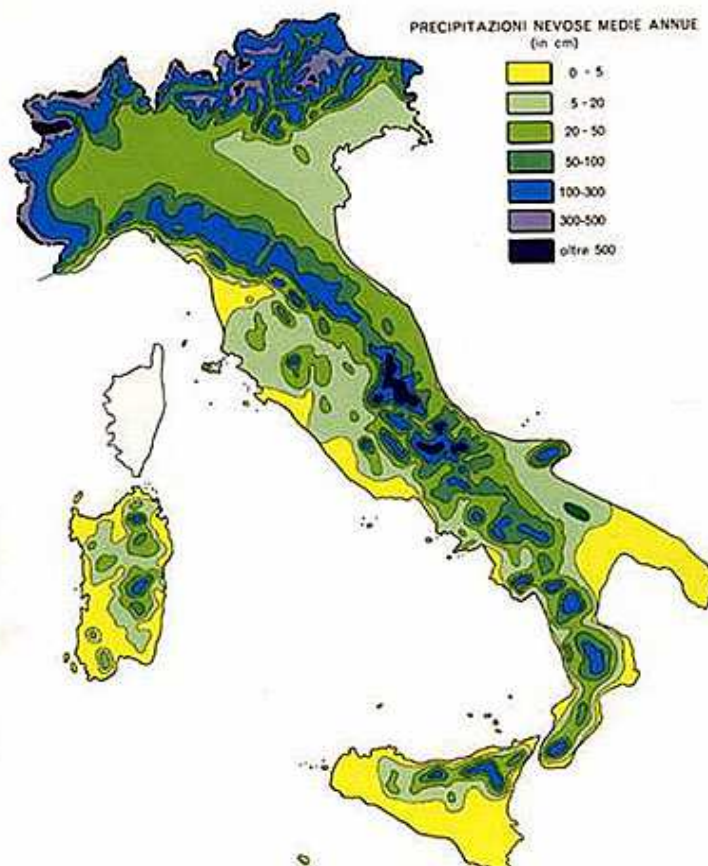 PRECIPITAZIONI NEVOSE MEDIE ANNUE
(in cm)
0 - 5
5 - 20
20 - 50
50-100
100-300
300-500
oltre 500